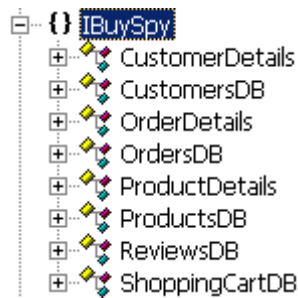 {} IBuySpy
CustomerDetails
CustomersDB
OrderDetails
OrdersDB
ProductDetails
ProductsDB
ReviewsDB
ShoppingCartDB